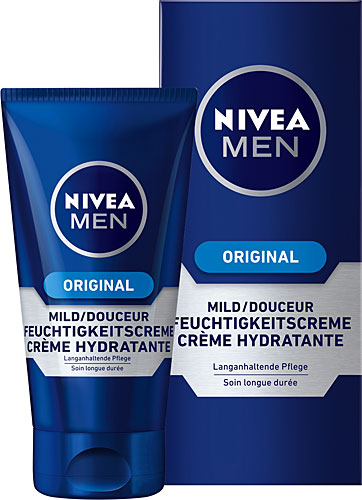 NIVEA
MEN
ORIGINAL
MILD/DOUCEUR
FEUCHTIGKEITSCREME
CRÈME HYDRATANTE
Langanhaltende Pflege
Soin longue durée
NIVEA
MEN
ORIGINAL
MILD/DOUCEUR
FEUCHTIGKEITSCREME
CRÈME HYDRATANTE
Langanhaltende Pflege
Soin longue durée